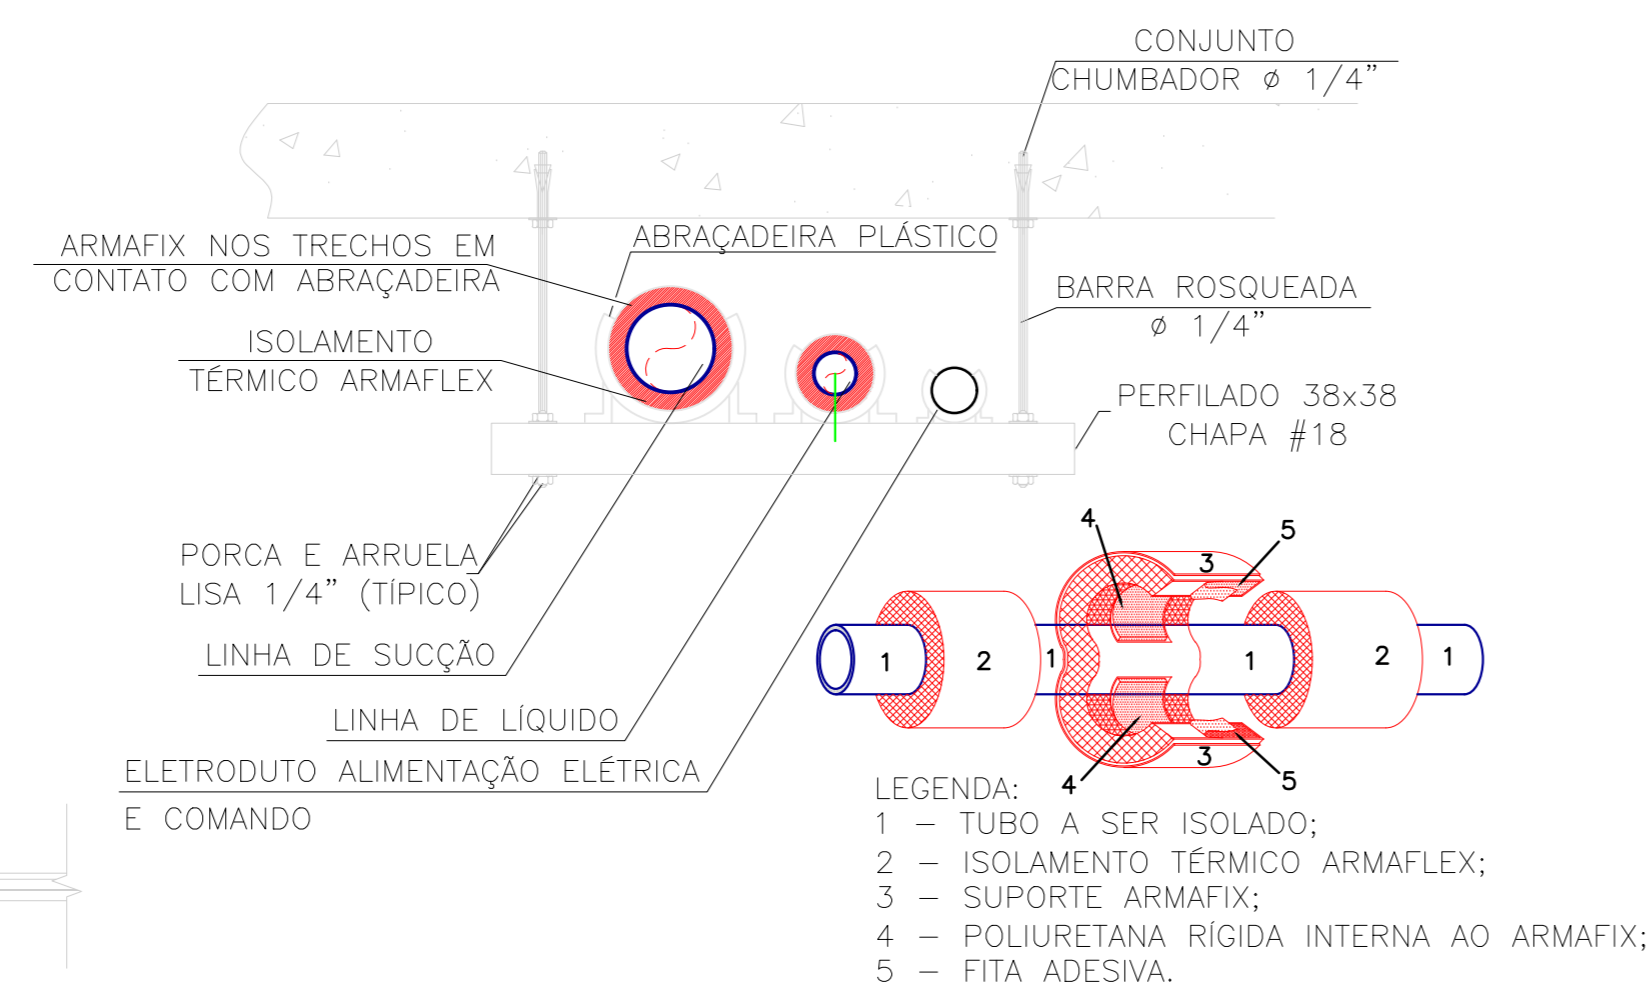 CONJUNTO
CHUMBADOR ø 1/4"
ARMAFIX NOS TRECHOS EM
CONTATO COM ABRAÇADEIRA
ABRAÇADEIRA PLÁSTICO
ISOLAMENTO
TÉRMICO ARMAFLEX
BARRA ROSQUEADA
ø 1/4"
PERFILADO 38x38
CHAPA #18
PORCA E ARRUELA
LISA 1/4" (TÍPICO)
LINHA DE SUCÇÃO
LINHA DE LÍQUIDO
ELETRODUTO ALIMENTAÇÃO ELÉTRICA
E COMANDO
4
5
3
1
2
1
1
2
1
3
4
5
LEGENDA:
1 – TUBO A SER ISOLADO;
2 – ISOLAMENTO TÉRMICO ARMAFLEX;
3 – SUPORTE ARMAFIX;
4 – POLIURETANA RÍGIDA INTERNA AO ARMAFIX;
5 – FITA ADESIVA.